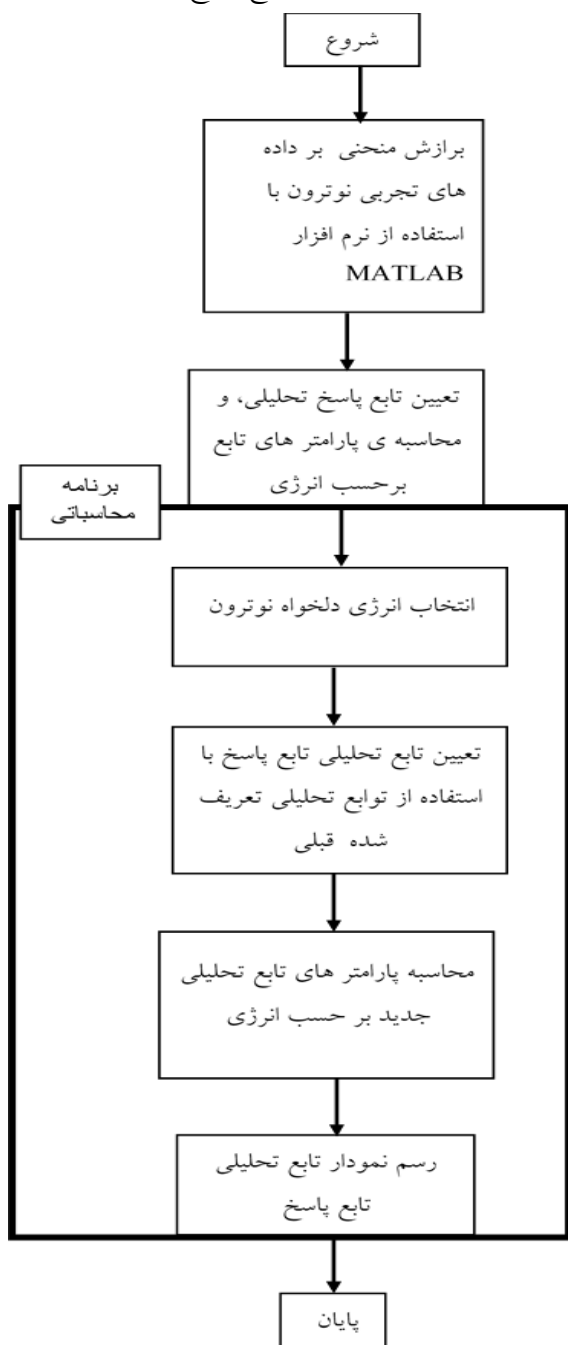 شروع
برازش منحنی بر داده
های تجربی نوترون با
استفاده از نرم افزار
MATLAB
تعیین تابع پاسخ تحلیلی، و
محاسبه ی پارامتر های تابع
برحسب انرژی
برنامه
محاسباتی
انتخاب انرژی دلخواه نوترون
تعیین تابع تحلیلی تابع پاسخ با
استفاده از توابع تحلیلی تعریف
شده قبلی
محاسبه پارامتر های تابع تحلیلی
جدید بر حسب انرژی
رسم نمودار تابع تحلیلی
تابع پاسخ
پایان